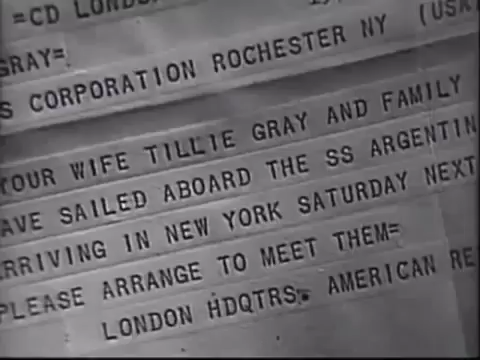 =CD LONDO
GRAY=
S CORPORATION ROCHESTER NY (USA
YOUR WIFE TILLIE GRAY AND FAMILY
AVE SAILED ABOARD THE SS ARGENTIN
RRIVING IN NEW YORK SATURDAY NEXT
PLEASE ARRANGE TO MEET THEM=
LONDON HDQTRS. AMERICAN RE